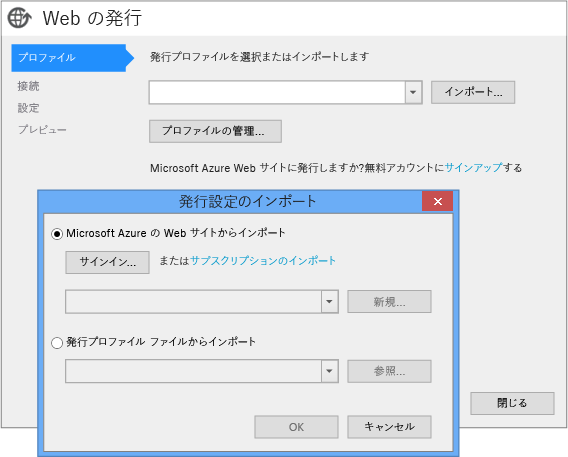 Web の発行
プロファイル
発行プロファイルを選択またはインポートします
接続
インポート...
設定
プレビュー
プロファイルの管理...
Microsoft Azure Web サイトに発行しますか?無料アカウントにサインアップする
発行設定のインポート
Microsoft Azure の Web サイトからインポート
サインイン... またはサブスクリプションのインポート
新規...
発行プロファイル ファイルからインポート
参照...
閉じる
OK キャンセル